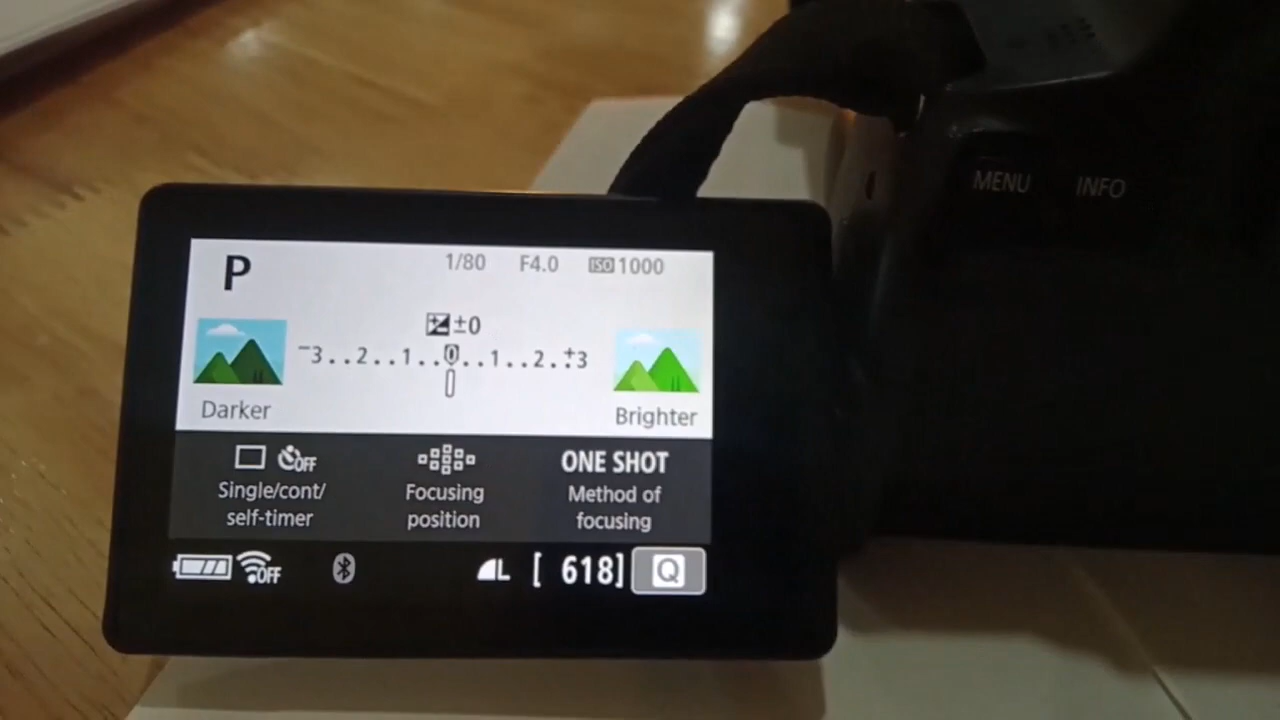 MENU INFO
P 1/80 F4.0 ISO 1000
±0
-3..2..1..0..1..2..+3
Darker
Brighter
OFF
ONE SHOT
Single/cont/
self-timer
Focusing
position
Method of
focusing
OFF
L [ 618] Q